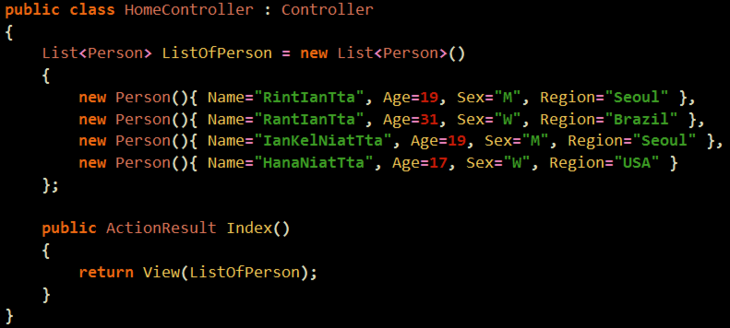 public class HomeController : Controller
{
    List<Person> ListOfPerson = new List<Person>()
    {
        new Person(){ Name="RintIanTta", Age=19, Sex="M", Region="Seoul" },
        new Person(){ Name="RantIanTta", Age=31, Sex="W", Region="Brazil" },
        new Person(){ Name="IanKelNiatTta", Age=19, Sex="M", Region="Seoul" },
        new Person(){ Name="HanaNiatTta", Age=17, Sex="W", Region="USA" }
    };
    public ActionResult Index()
    {
        return View(ListOfPerson);
    }
}